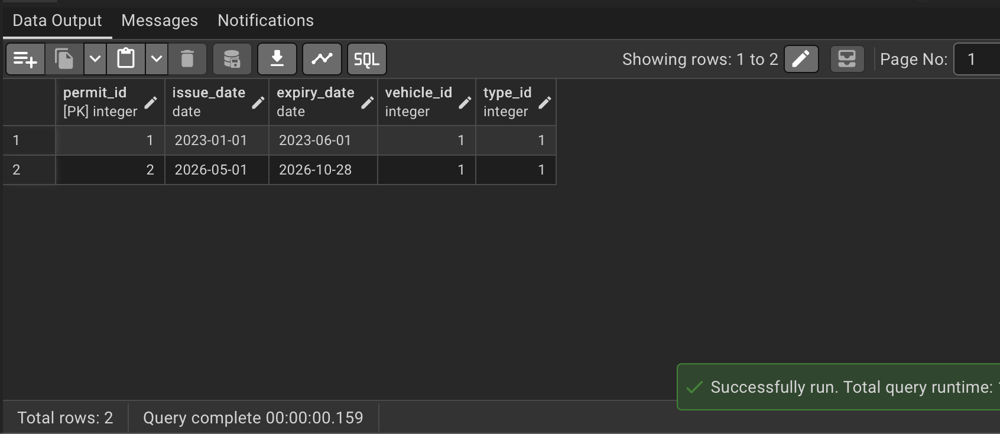 Data Output Messages Notifications
SQL Showing rows: 1 to 2 Page No: 1
permit_id issue_date expiry_date vehicle_id type_id
[PK] integer date date integer integer
1 1 2023-01-01 2023-06-01 1 1
2 2 2026-05-01 2026-10-28 1 1
Successfully run. Total query runtime:
Total rows: 2 Query complete 00:00:00.159